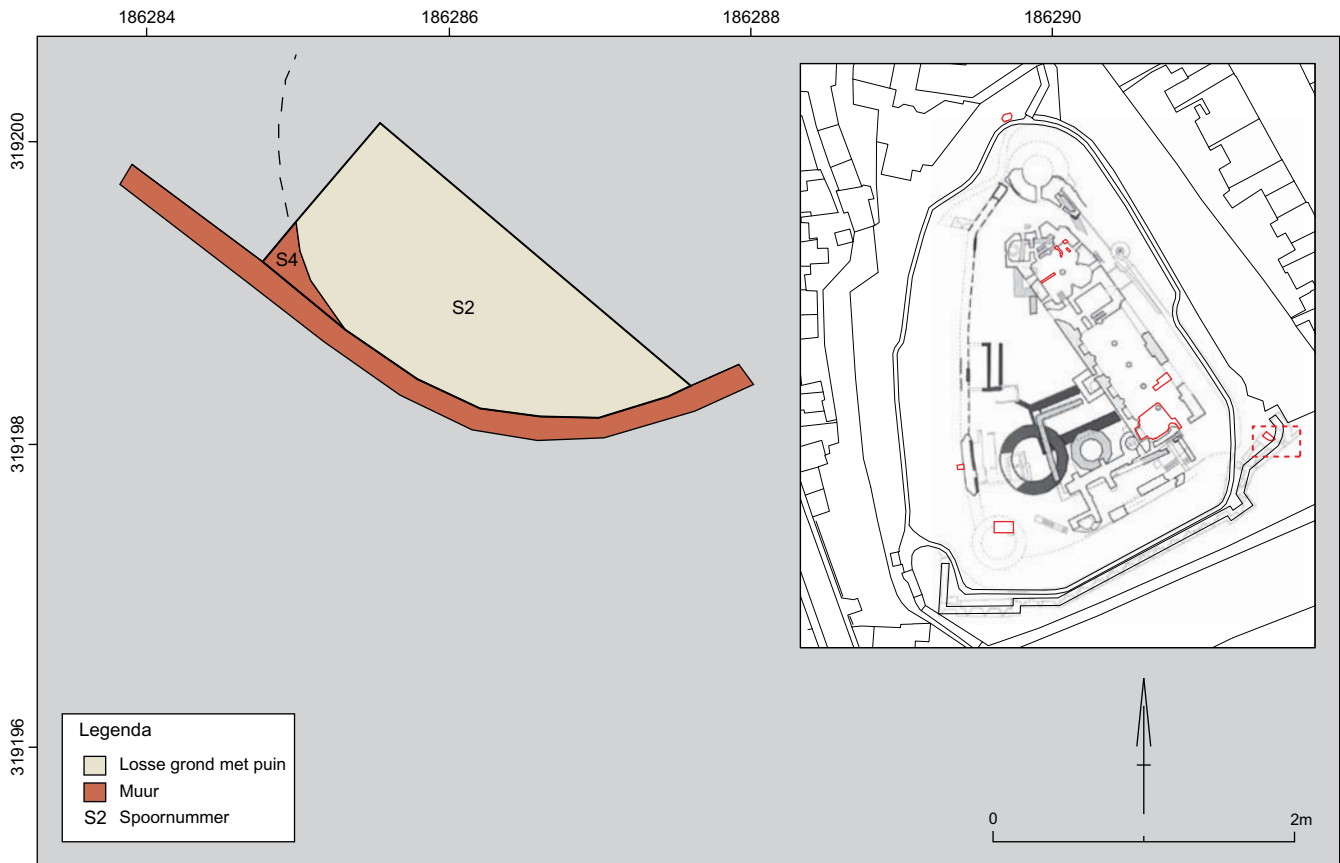 186284
186286
186288
186290
319200
319198
319196
S4
S2
Legenda
Losse grond met puin
Muur
S2 Spoornummer
0
2m